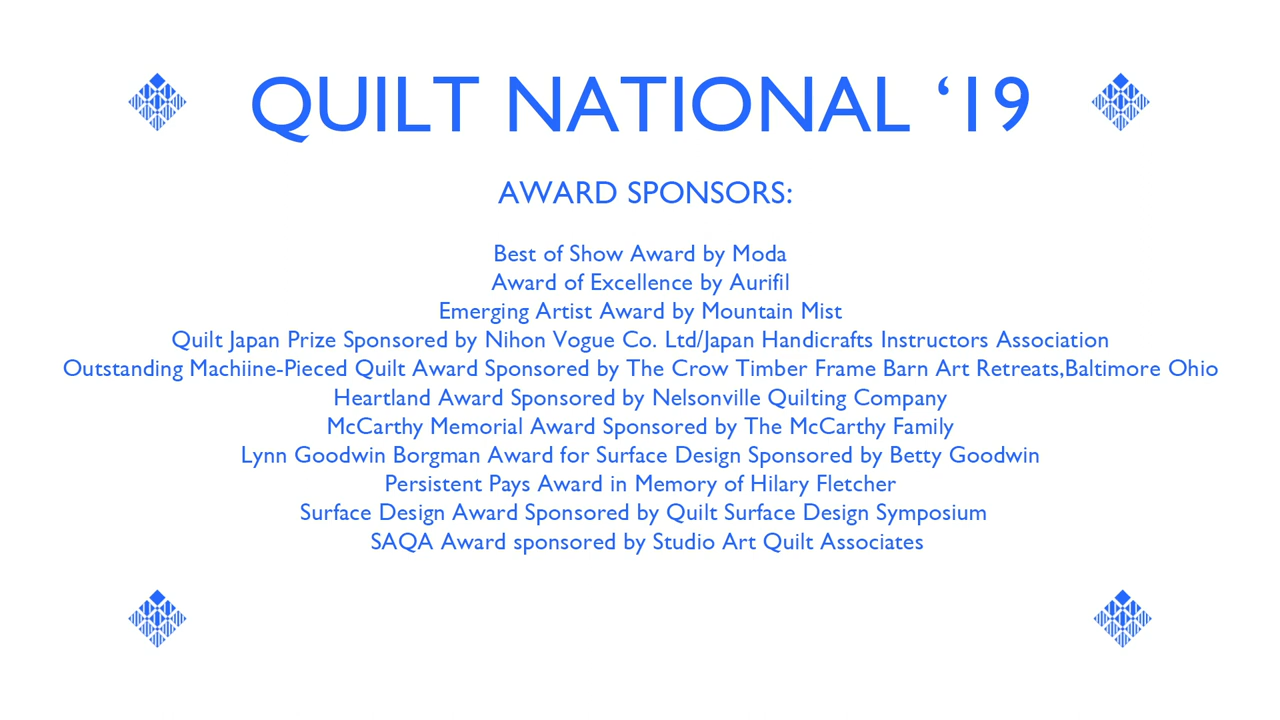 QUILT NATIONAL ‘19
AWARD SPONSORS:
Best of Show Award by Moda
Award of Excellence by Aurifil
Emerging Artist Award by Mountain Mist
Quilt Japan Prize Sponsored by Nihon Vogue Co. Ltd/Japan Handicrafts Instructors Association
Outstanding Machiine-Pieced Quilt Award Sponsored by The Crow Timber Frame Barn Art Retreats,Baltimore Ohio
Heartland Award Sponsored by Nelsonville Quilting Company
McCarthy Memorial Award Sponsored by The McCarthy Family
Lynn Goodwin Borgman Award for Surface Design Sponsored by Betty Goodwin
Persistent Pays Award in Memory of Hilary Fletcher
Surface Design Award Sponsored by Quilt Surface Design Symposium
SAQA Award sponsored by Studio Art Quilt Associates